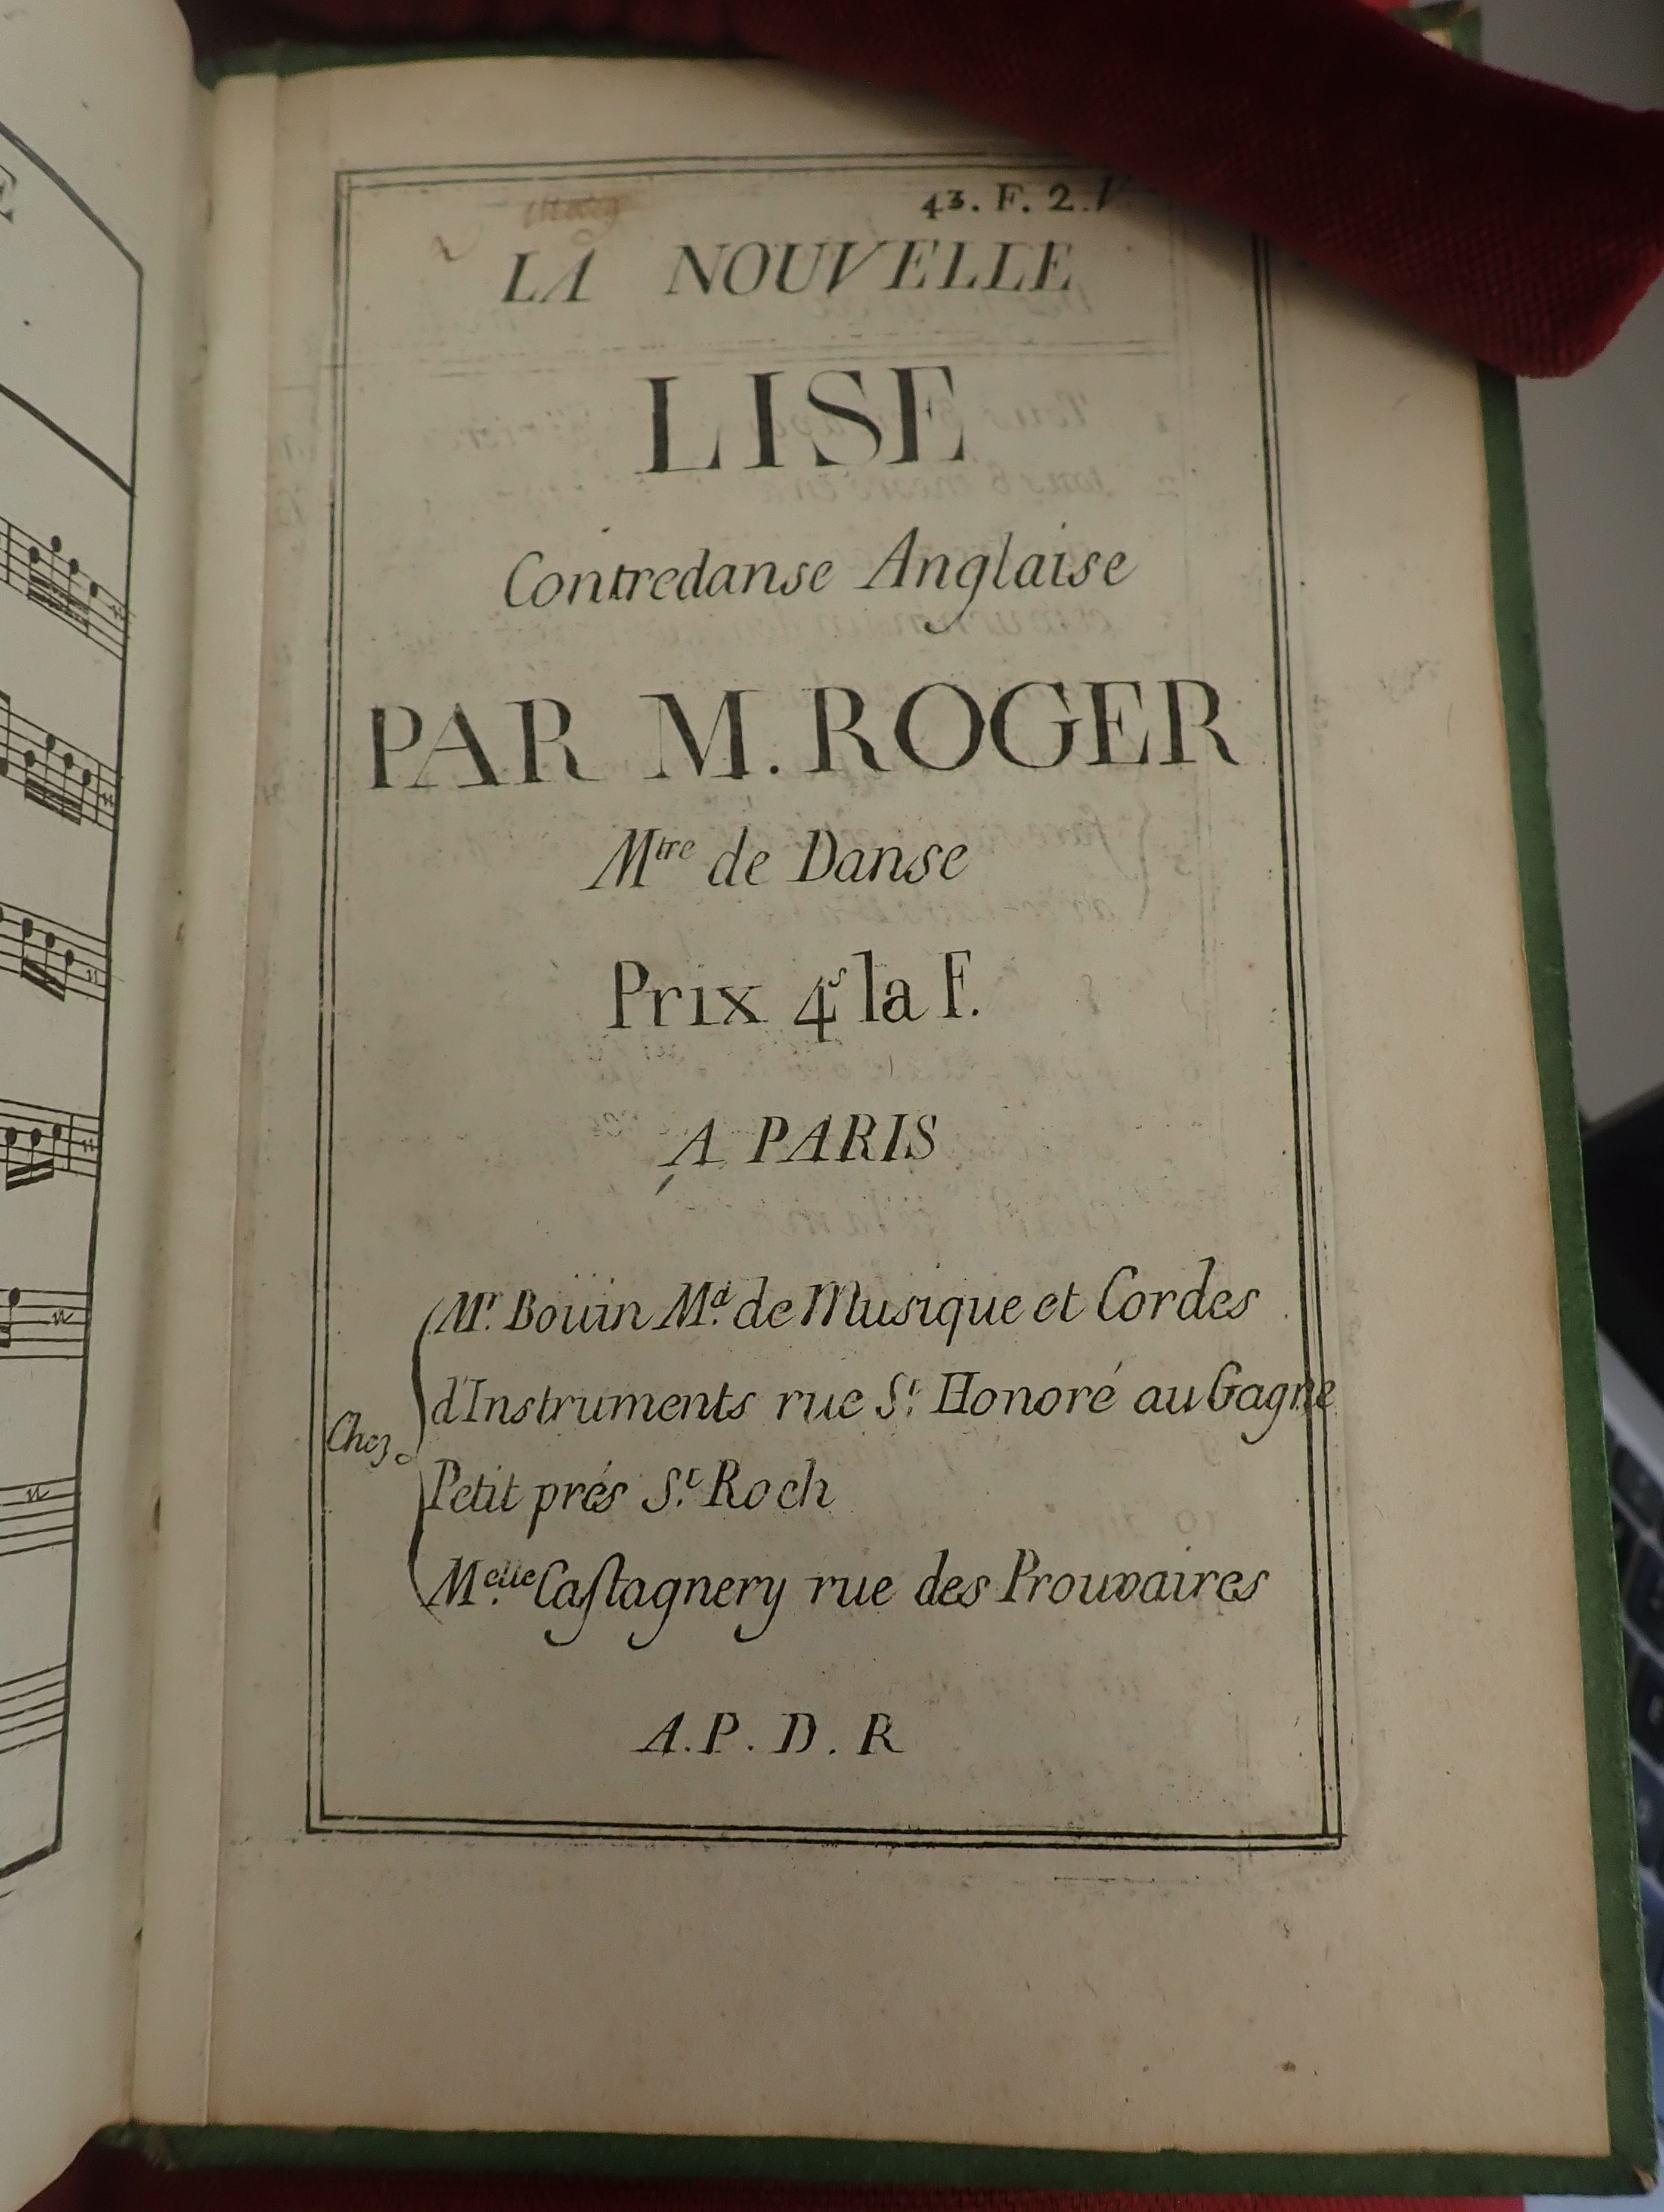 43. F. 2. V.
LA NOUVELLE
LISE
Contredanse Anglaise
PAR M. ROGER
Mtre de Danse
Prix 4s la F.
A PARIS
Chez
Mr. Bouin Md. de Musique et Cordes
d'Instruments rue St. Honoré au Gagne
Petit prés St. Roch
Melle. Castagnery rue des Prouvaires
A. P. D. R